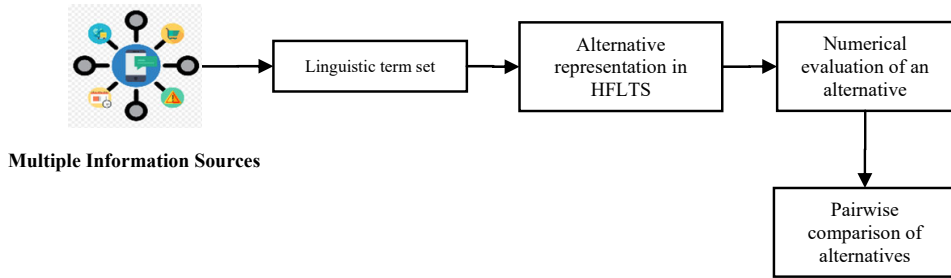 Linguistic term set
Alternative
representation in
HFLTS
Numerical
evaluation of an
alternative
Multiple Information Sources
Pairwise
comparison of
alternatives